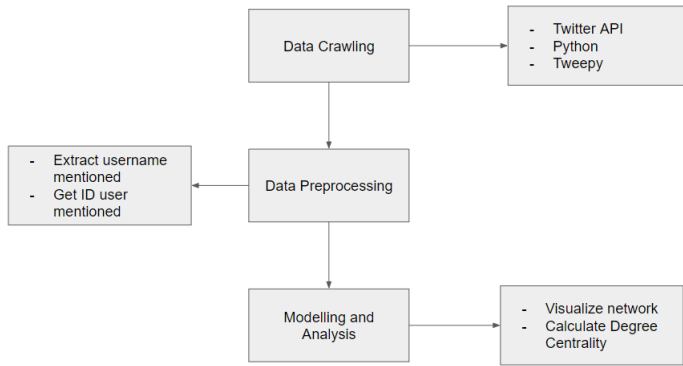 Data Crawling
- Twitter API
- Python
- Tweepy
- Extract username
mentioned
- Get ID user
mentioned
Data Preprocessing
Modelling and
Analysis
- Visualize network
- Calculate Degree
Centrality